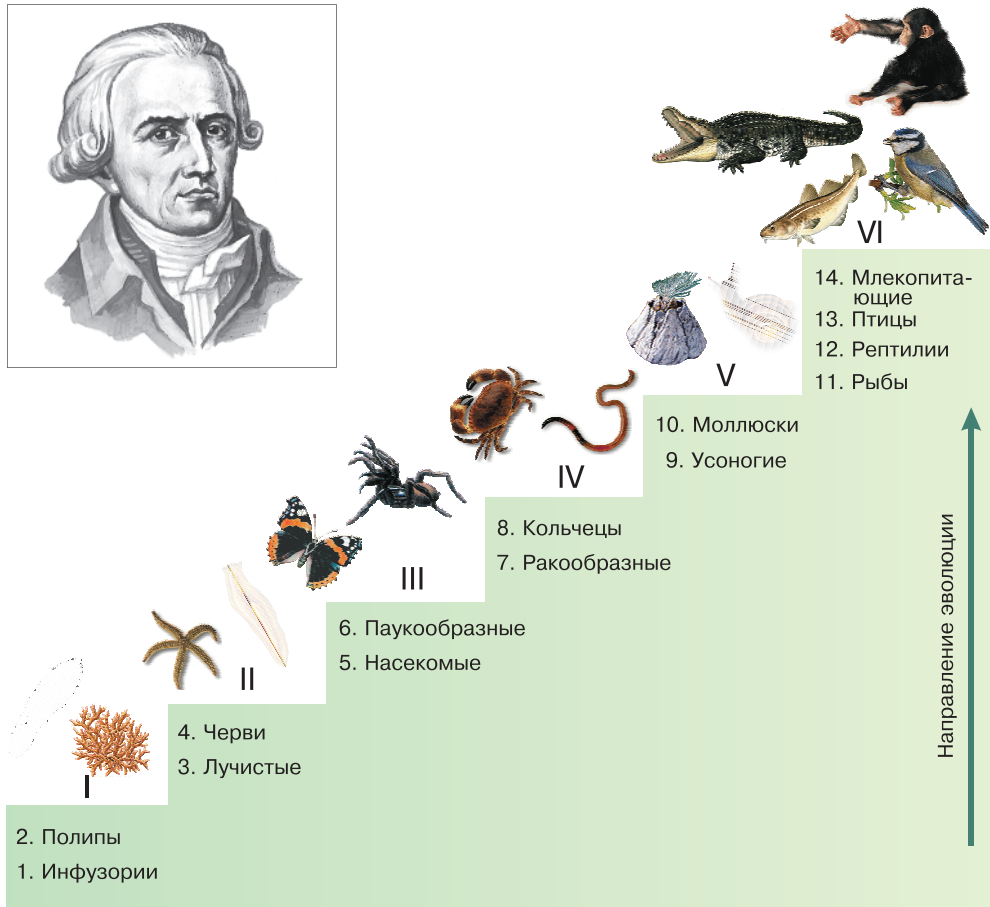 VI
14. Млекопита-
ющие
13. Птицы
12. Рептилии
11. Рыбы
V
10. Моллюски
9. Усоногие
IV
8. Кольчецы
7. Ракообразные
III
6. Паукообразные
5. Насекомые
II
4. Черви
3. Лучистые
I
2. Полипы
1. Инфузории
Направление эволюции